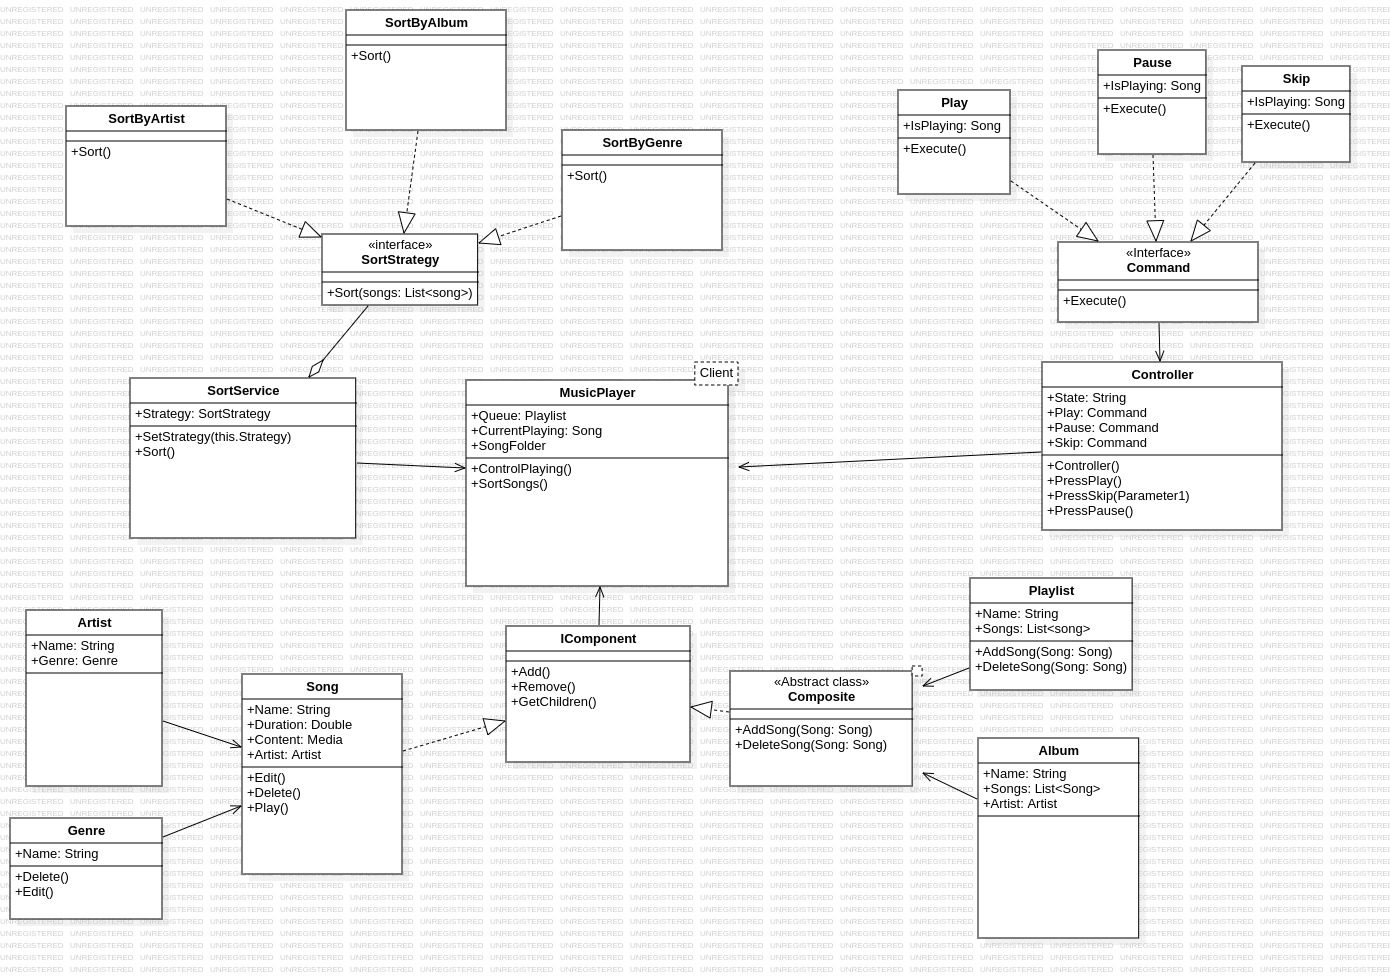 SortByAlbum
+Sort()
SortByArtist
+Sort()
SortByGenre
+Sort()
«interface»
SortStrategy
+Sort(songs: List<song>)
Play
+IsPlaying: Song
+Execute()
Pause
+IsPlaying: Song
+Execute()
Skip
+IsPlaying: Song
+Execute()
«Interface»
Command
+Execute()
SortService
+Strategy: SortStrategy
+SetStrategy(this.Strategy)
+Sort()
Client
MusicPlayer
+Queue: Playlist
+CurrentPlaying: Song
+SongFolder
+ControlPlaying()
+SortSongs()
Controller
+State: String
+Play: Command
+Pause: Command
+Skip: Command
+Controller()
+PressPlay()
+PressSkip(Parameter1)
+PressPause()
Artist
+Name: String
+Genre: Genre
Song
+Name: String
+Duration: Double
+Content: Media
+Artist: Artist
+Edit()
+Delete()
+Play()
Genre
+Name: String
+Delete()
+Edit()
IComponent
+Add()
+Remove()
+GetChildren()
«Abstract class»
Composite
+AddSong(Song: Song)
+DeleteSong(Song: Song)
Playlist
+Name: String
+Songs: List<song>
+AddSong(Song: Song)
+DeleteSong(Song: Song)
Album
+Name: String
+Songs: List<Song>
+Artist: Artist
UNREGISTERED